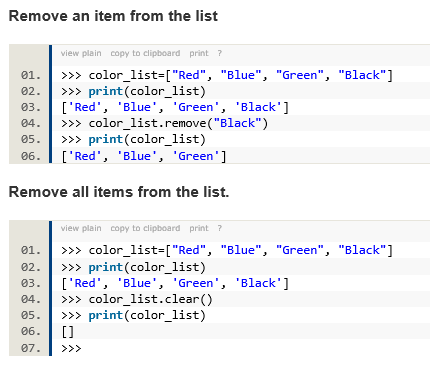 Remove an item from the list
view plain copy to clipboard print ?
01. >>> color_list=["Red", "Blue", "Green", "Black"]
02. >>> print(color_list)
03. ['Red', 'Blue', 'Green', 'Black']
04. >>> color_list.remove("Black")
05. >>> print(color_list)
06. ['Red', 'Blue', 'Green']
Remove all items from the list.
view plain copy to clipboard print ?
01. >>> color_list=["Red", "Blue", "Green", "Black"]
02. >>> print(color_list)
03. ['Red', 'Blue', 'Green', 'Black']
04. >>> color_list.clear()
05. >>> print(color_list)
06. []
07. >>>